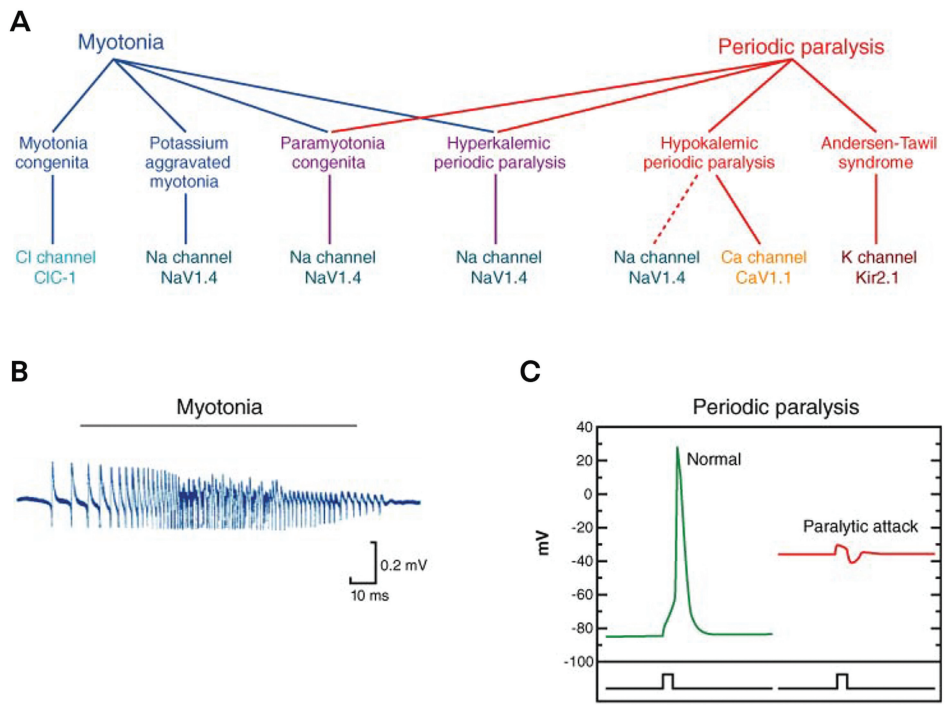 A
Myotonia
Periodic paralysis
Myotonia
congenita
Potassium
aggravated
myotonia
Paramyotonia
congenita
Hyperkalemic
periodic paralysis
Hypokalemic
periodic paralysis
Andersen-Tawil
syndrome
Cl channel
ClC-1
Na channel
NaV1.4
Na channel
NaV1.4
Na channel
NaV1.4
Na channel
NaV1.4
Ca channel
CaV1.1
K channel
Kir2.1
B
Myotonia
0.2 mV
10 ms
C
Periodic paralysis
mV
40
20
0
-20
-40
-60
-80
-100
Normal
Paralytic attack